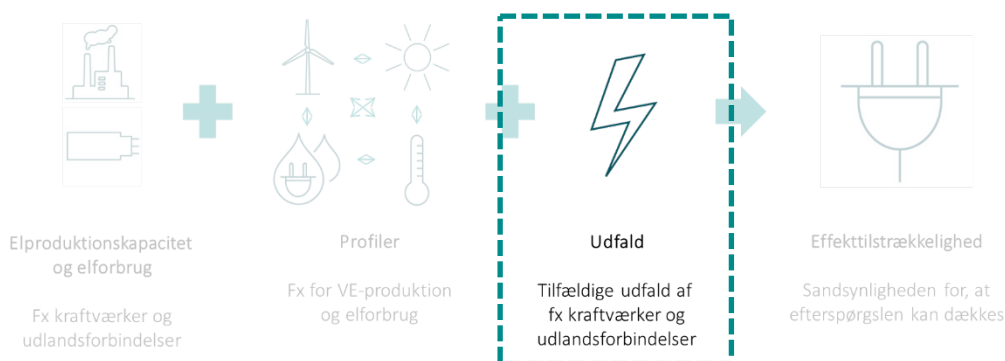 Elproduktionskapacitet
og elforbrug
Fx kraftværker og
udlandsforbindelser
Profiler
Fx for VE-produktion
og elforbrug
Udfald
Tilfældige udfald af
fx kraftværker og
udlandsforbindelser
Effekttilstrækkelighed
Sandsynligheden for, at
efterspørgslen kan dækkes